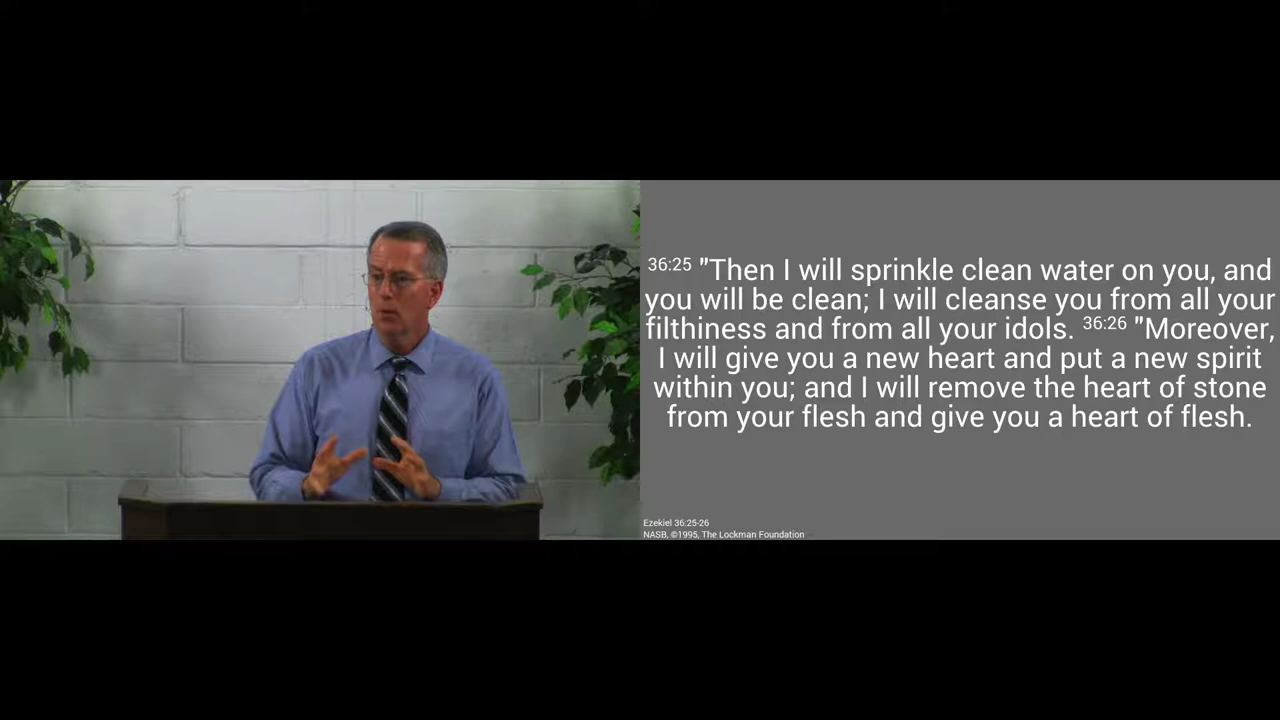 36:25 "Then I will sprinkle clean water on you, and
you will be clean; I will cleanse you from all your
filthiness and from all your idols. 36:26 "Moreover,
I will give you a new heart and put a new spirit
within you; and I will remove the heart of stone
from your flesh and give you a heart of flesh.
Ezekiel 36:25-26
NASB, ©1995, The Lockman Foundation